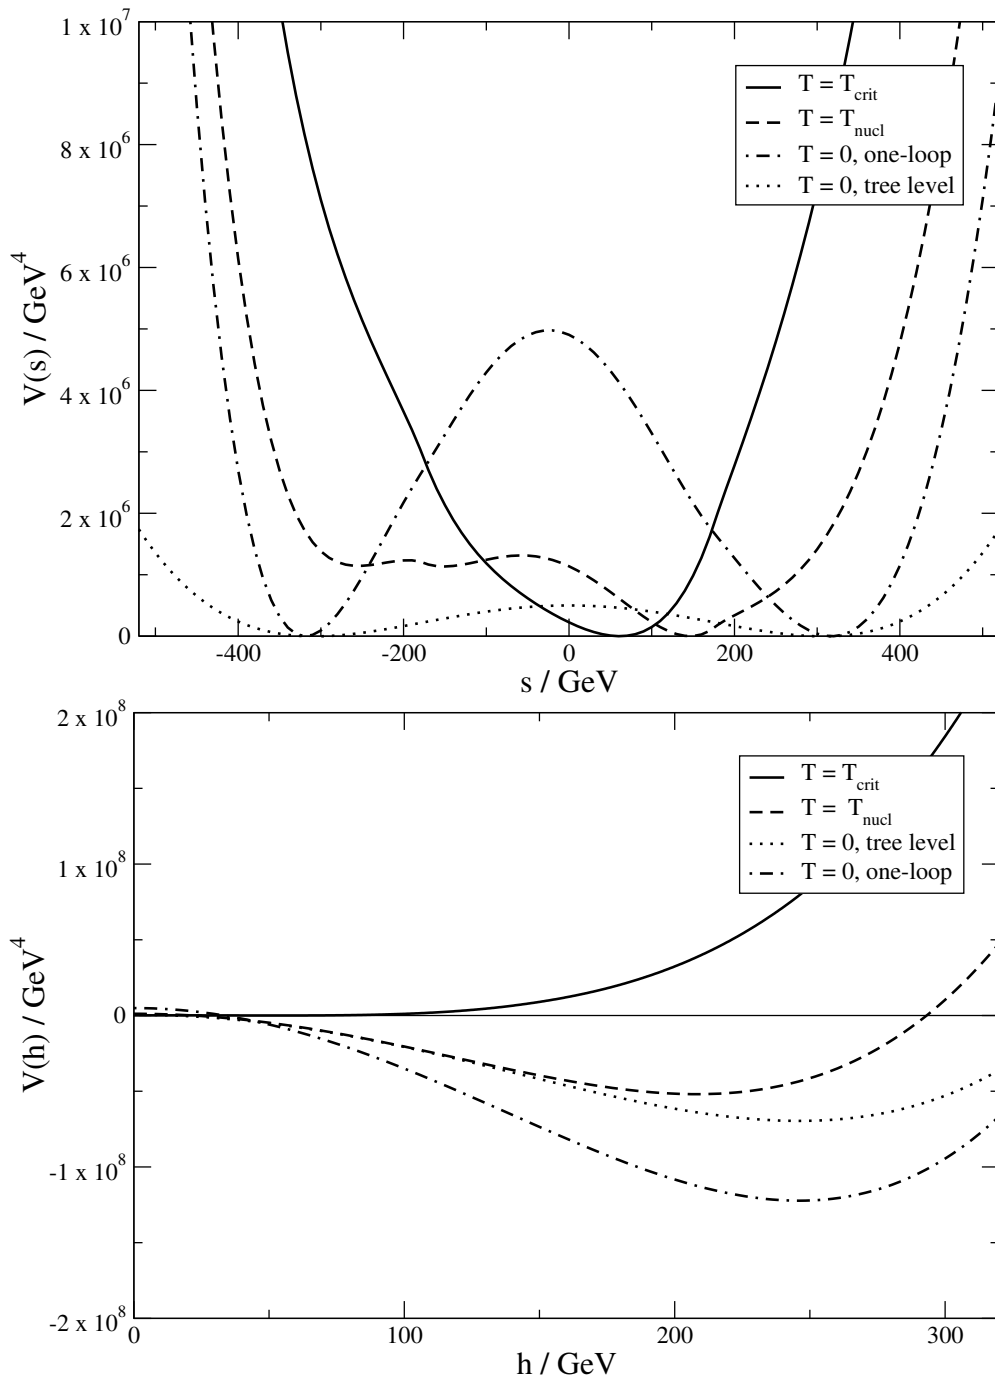 1 x 10^7
8 x 10^6
6 x 10^6
4 x 10^6
2 x 10^6
0
V(s) / GeV^4
T = T_crit
T = T_nucl
T = 0, one-loop
T = 0, tree level
-400 -200 0 200 400
s / GeV
2 x 10^8
1 x 10^8
0
-1 x 10^8
-2 x 10^8
V(h) / GeV^4
T = T_crit
T = T_nucl
T = 0, tree level
T = 0, one-loop
0 100 200 300
h / GeV